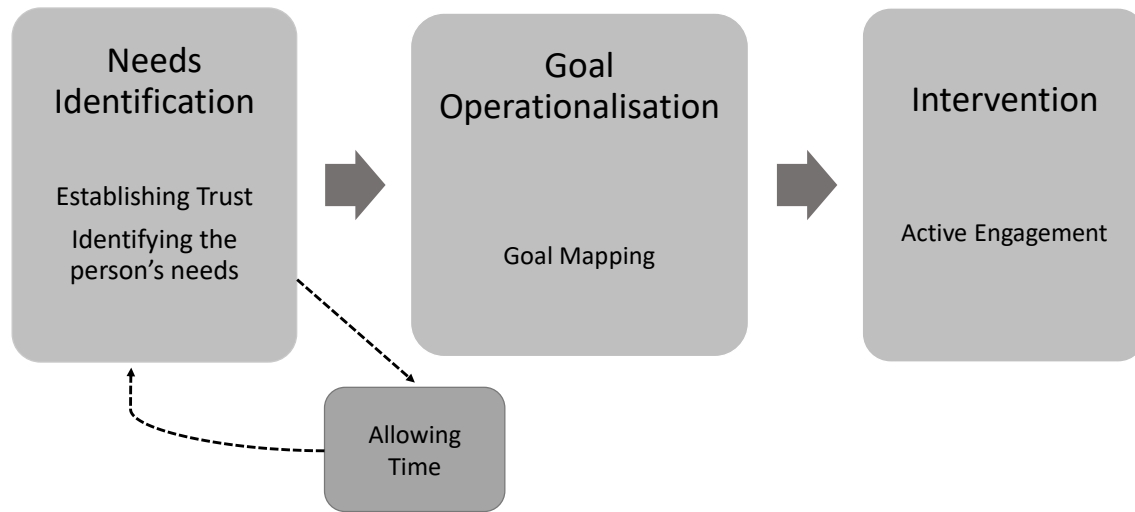 Needs
Identification
Establishing Trust
Identifying the
person's needs
Goal
Operationalisation
Goal Mapping
Intervention
Active Engagement
Allowing
Time